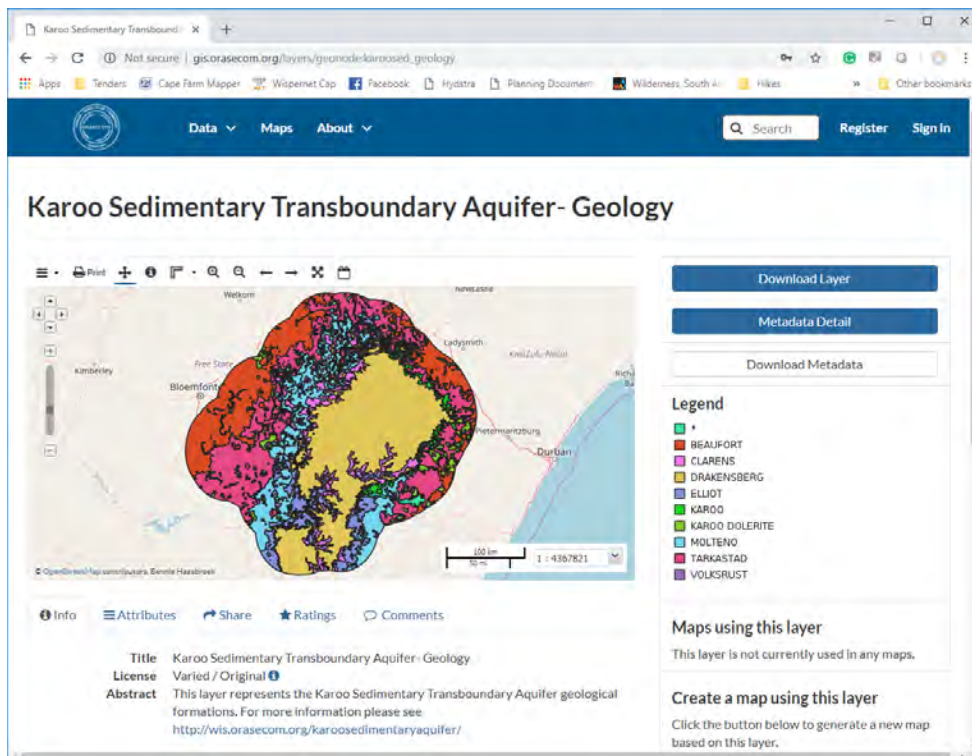 Karoo Sedimentary Transbound
Not secure | gis.orasecom.org/layers/geonode:karoosed_geology
Apps Tenders Cape Farm Mapper Wispernet Cap Facebook Hydstra Planning Document Wilderness, South A Hikes » Other bookmarks
Data Maps About Search Register Sign in
Karoo Sedimentary Transboundary Aquifer- Geology
Print
Download Layer
Metadata Detail
Download Metadata
Welkom
Newcastle
Ladysmith
KwaZulu-Natal
Kimberley
Free State
Bloemfonte
Pietermaritzburg
Durban
100 km
50 mi
1 : 4367821
© OpenStreetMap contributors, Bennie Haasbroek
Legend
*
BEAUFORT
CLARENS
DRAKENSBERG
ELLIOT
KAROO
KAROO DOLERITE
MOLTENO
TARKASTAD
VOLKSRUST
Info Attributes Share Ratings Comments
Title Karoo Sedimentary Transboundary Aquifer- Geology
License Varied / Original
Abstract This layer represents the Karoo Sedimentary Transboundary Aquifer geological
formations. For more information please see
http://wis.orasecom.org/karoosedimentaryaquifer/
Maps using this layer
This layer is not currently used in any maps.
Create a map using this layer
Click the button below to generate a new map
based on this layer.